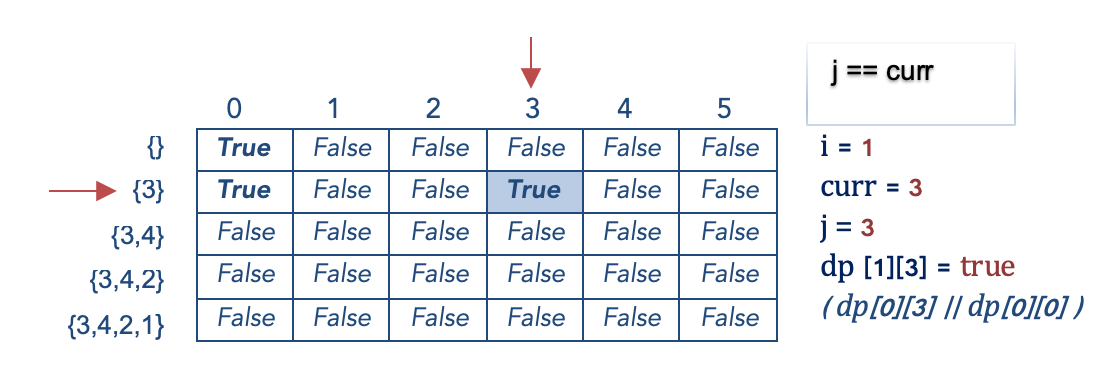 j == curr
0 1 2 3 4 5
{} True False False False False False
{3} True False False True False False
{3,4} False False False False False False
{3,4,2} False False False False False False
{3,4,2,1} False False False False False False
i = 1
curr = 3
j = 3
dp [1][3] = true
( dp[0][3] // dp[0][0] )